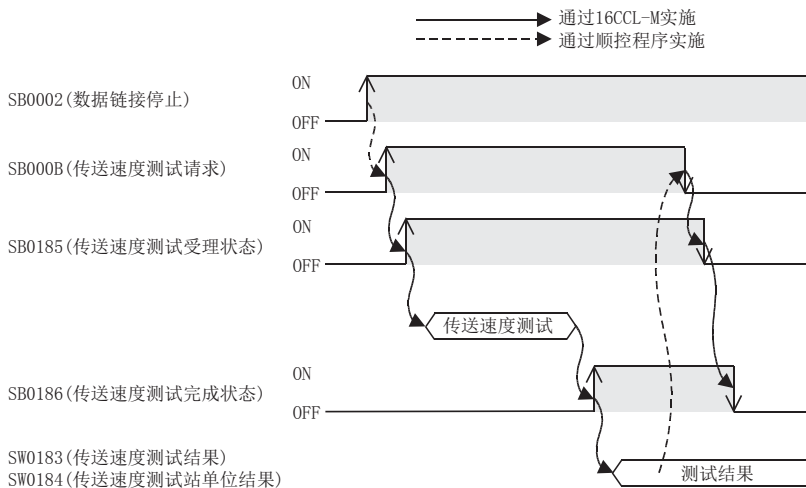 通过16CCL-M实施
通过顺控程序实施
SB0002(数据链接停止)
ON
OFF
SB000B(传送速度测试请求)
ON
OFF
SB0185(传送速度测试受理状态)
ON
OFF
传送速度测试
SB0186(传送速度测试完成状态)
ON
OFF
SW0183(传送速度测试结果)
SW0184(传送速度测试站单位结果)
测试结果